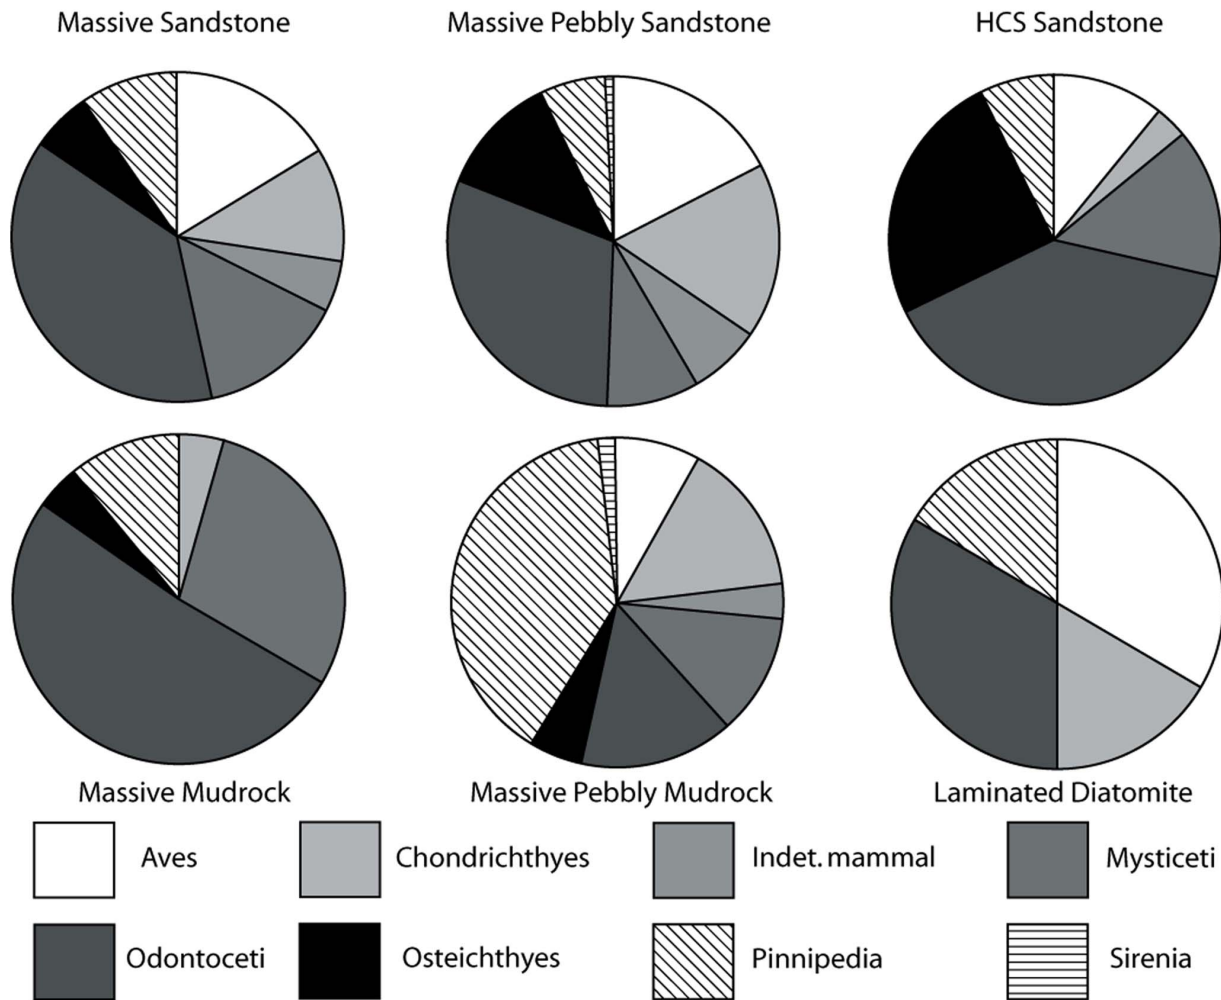 Massive Sandstone
Massive Pebbly Sandstone
HCS Sandstone
Massive Mudrock
Massive Pebbly Mudrock
Laminated Diatomite
Aves
Chondrichthyes
Indet. mammal
Mysticeti
Odontoceti
Osteichthyes
Pinnipedia
Sirenia